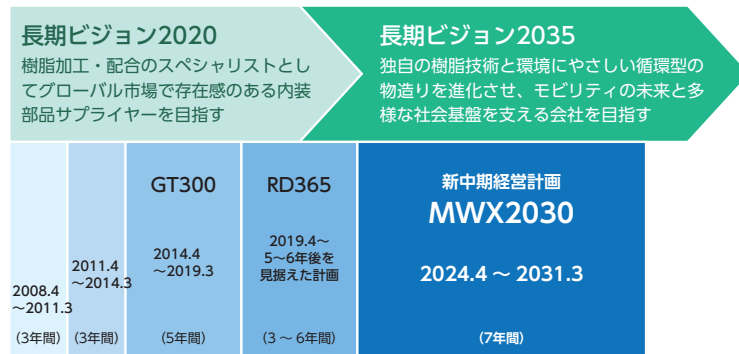 長期ビジョン2020
樹脂加工・配合のスペシャリストとし
てグローバル市場で存在感のある内装
部品サプライヤーを目指す
長期ビジョン2035
独自の樹脂技術と環境にやさしい循環型の
物造りを進化させ、モビリティの未来と多
様な社会基盤を支える会社を目指す
2008.4
～2011.3
(3年間)
2011.4
～2014.3
(3年間)
GT300
2014.4
～2019.3
(5年間)
RD365
2019.4～
5～6年後を
見据えた計画
(3 ～ 6年間)
新中期経営計画
MWX2030
2024.4 ～ 2031.3
(7年間)